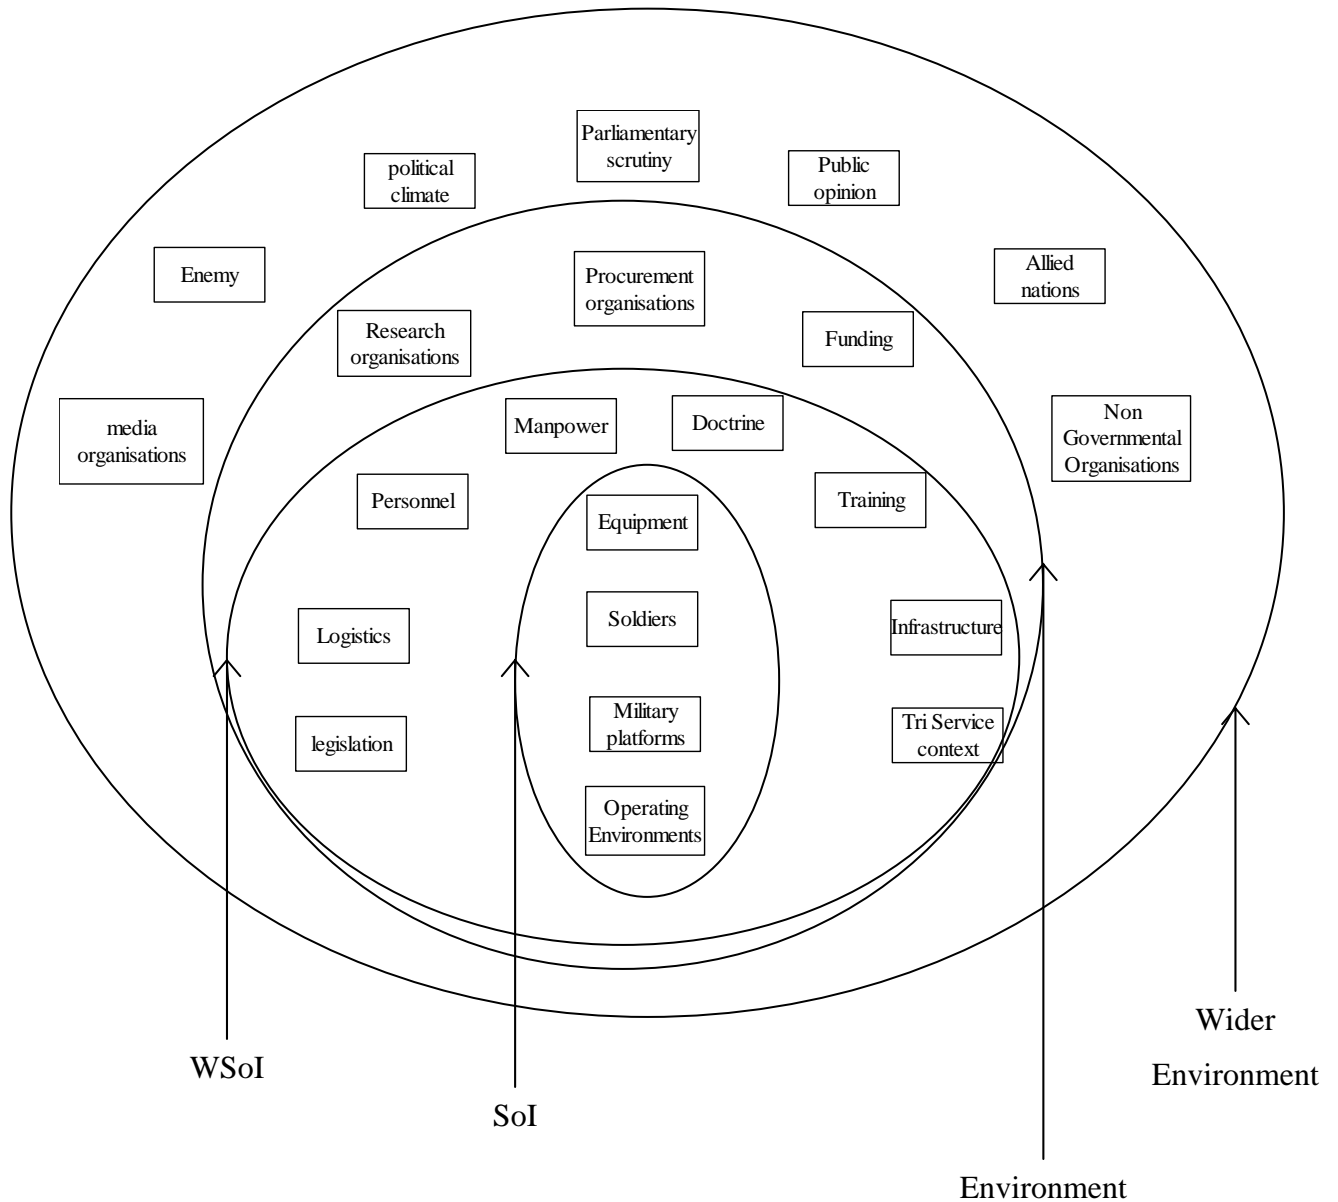 Parliamentary
scrutiny
political
climate
Public
opinion
Enemy
Procurement
organisations
Allied
nations
Research
organisations
Funding
media
organisations
Manpower
Doctrine
Non
Governmental
Organisations
Personnel
Equipment
Training
Logistics
Soldiers
Infrastructure
legislation
Military
platforms
Tri Service
context
Operating
Environments
WSoI
SoI
Wider
Environment
Environment